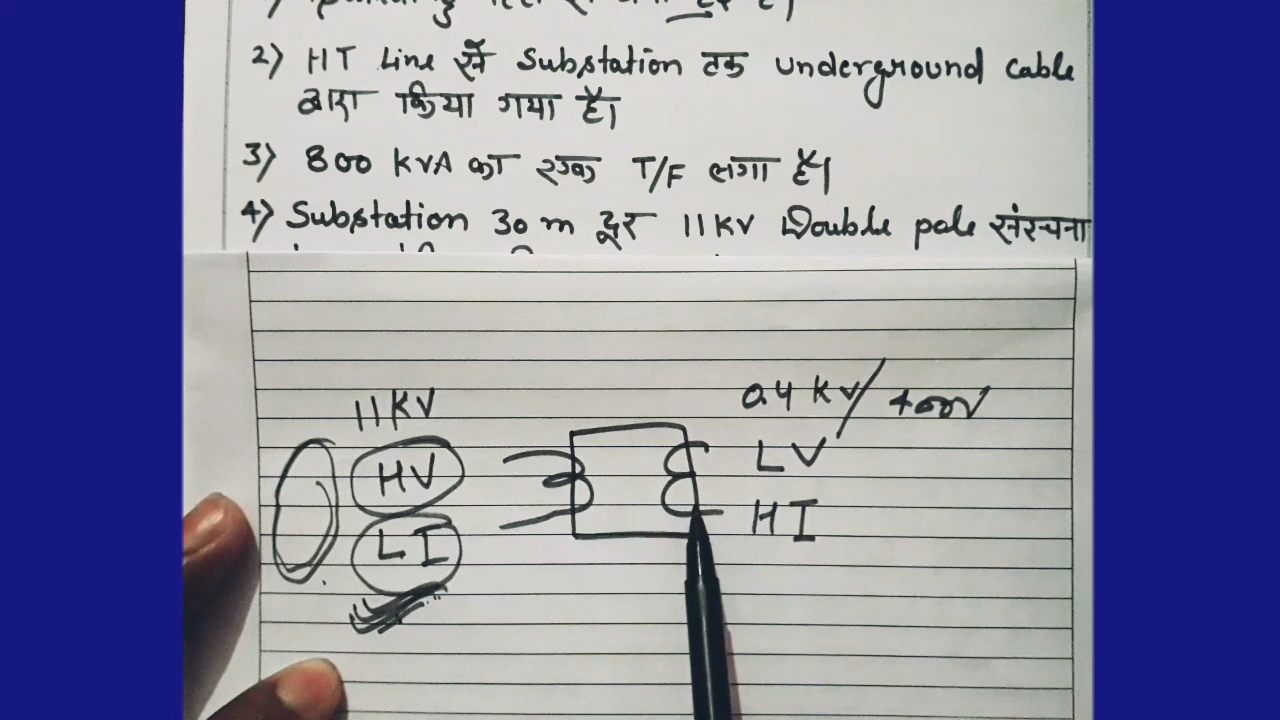 2) HT Line से Substation तक underground cable
द्वारा किया गया है।
3) 800 KVA का एक T/F लगा है।
4) Substation 30 m दूर 11KV Double pole संरचना
11KV
0.4 KV/400V
HV
LV
LI
HI